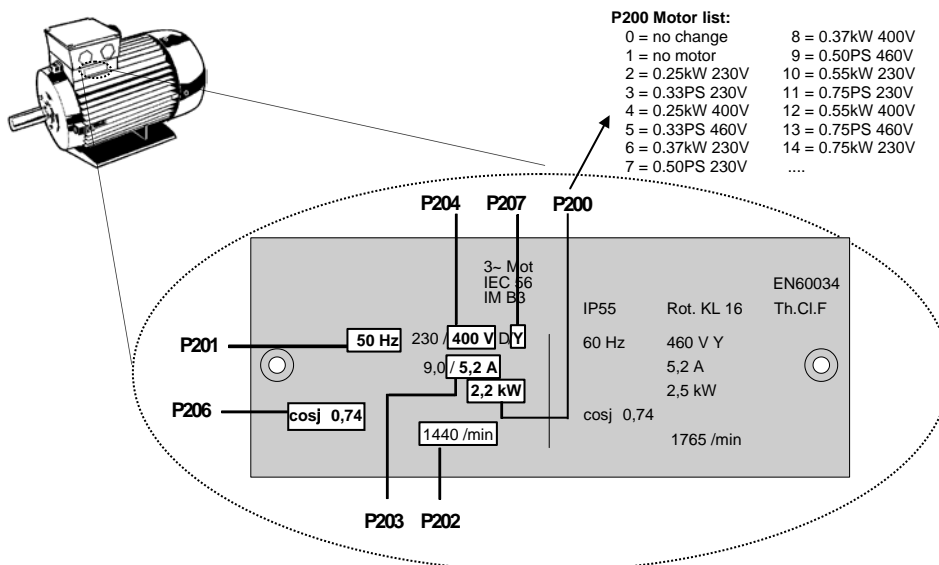 P200 Motor list:
0 = no change
1 = no motor
2 = 0.25kW 230V
3 = 0.33PS 230V
4 = 0.25kW 400V
5 = 0.33PS 460V
6 = 0.37kW 230V
7 = 0.50PS 230V
8 = 0.37kW 400V
9 = 0.50PS 460V
10 = 0.55kW 230V
11 = 0.75PS 230V
12 = 0.55kW 400V
13 = 0.75PS 460V
14 = 0.75kW 230V
....
P204 P207 P200
3~ Mot
IEC 56
IM B3
EN60034
IP55 Rot. KL 16 Th.Cl.F
P201 50 Hz 230 / 400 V D Y 60 Hz 460 V Y
9,0 / 5,2 A 5,2 A
2,2 kW 2,5 kW
P206 cosj 0,74 cosj 0,74
1440 /min 1765 /min
P203 P202